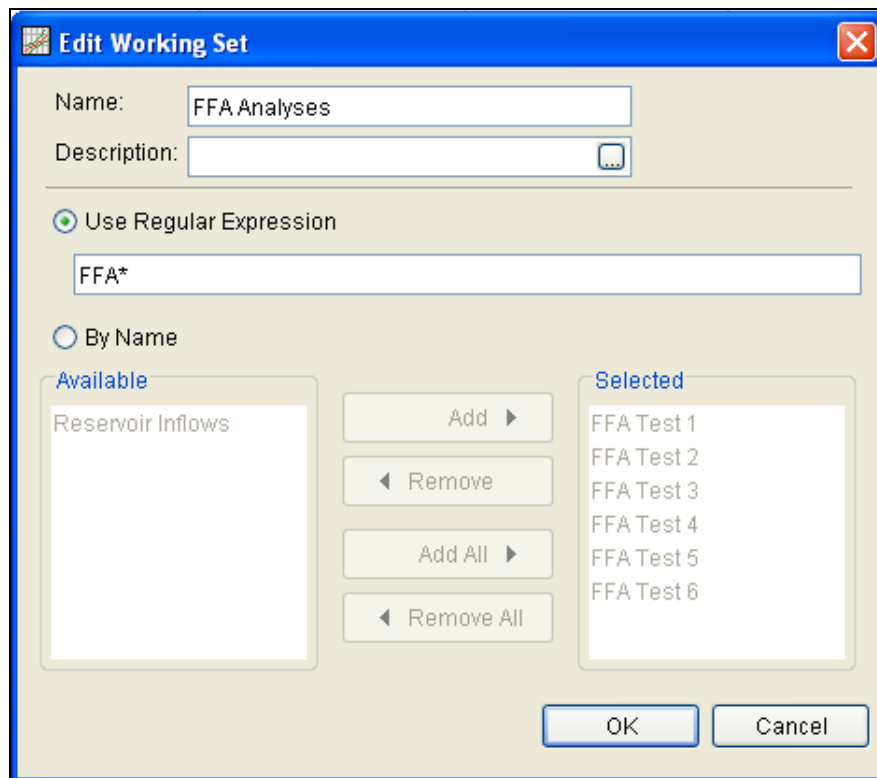 Edit Working Set
Name: FFA Analyses
Description: ...
Use Regular Expression
FFA*
By Name
Available
Reservoir Inflows
Add
Remove
Add All
Remove All
Selected
FFA Test 1
FFA Test 2
FFA Test 3
FFA Test 4
FFA Test 5
FFA Test 6
OK Cancel